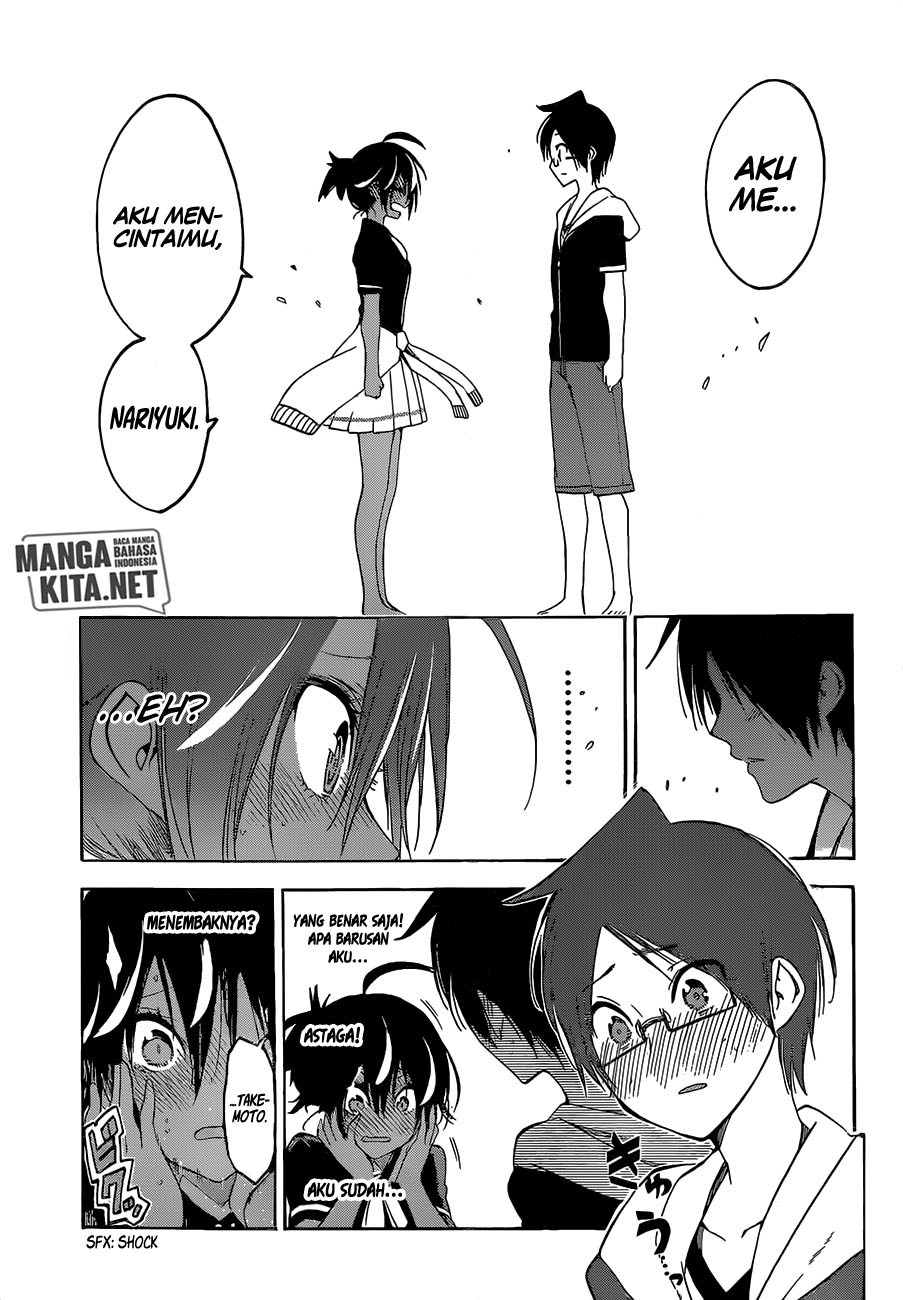 AKU
ME...
AKU MEN-
CINTAIMU,
NARIYUKI.
MANGA
KITA.NET
BACA MANGA
BAHASA
INDONESIA
...EH?
YANG BENAR SAJA!
APA BARUSAN
AKU...
ASTAGA!
AKU SUDAH...
MENEMBAKNYA?
...TAKE-
MOTO.
SFX: SHOCK